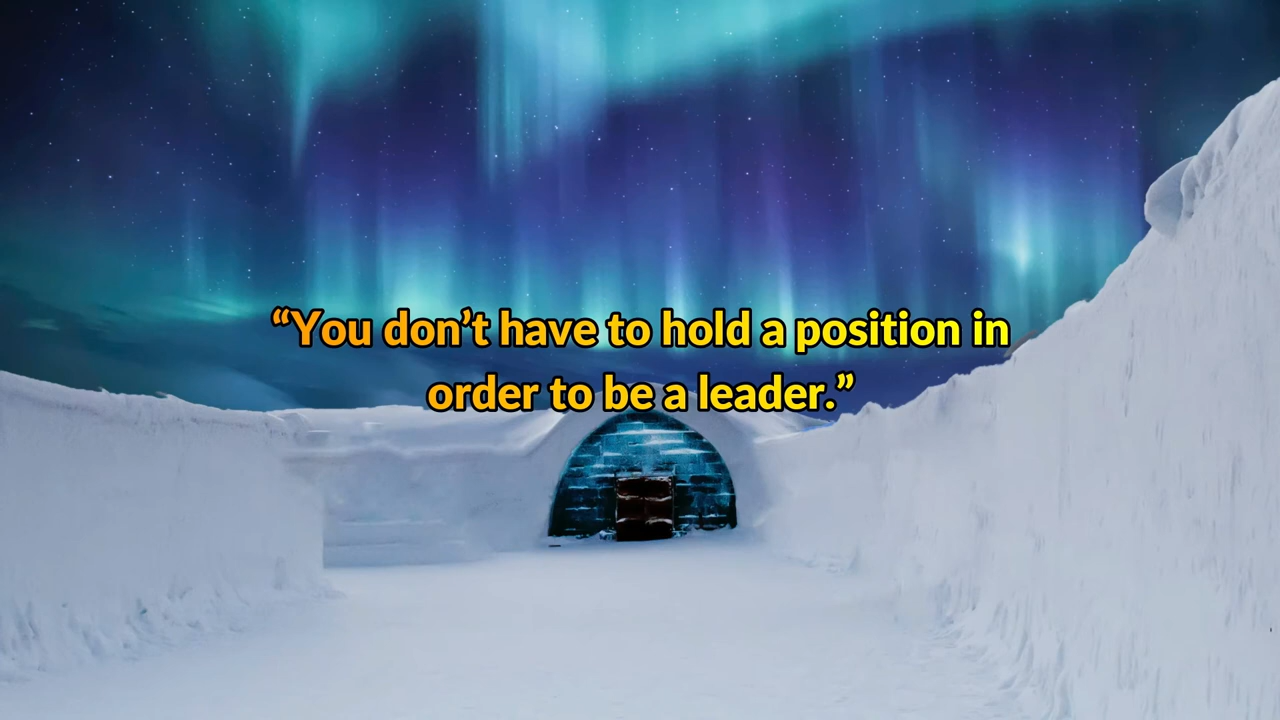 “You don’t have to hold a position in
order to be a leader.”